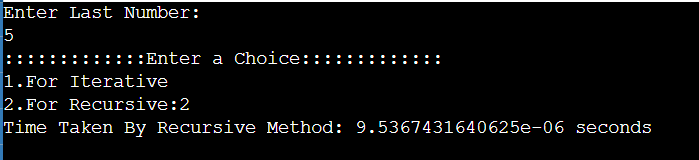 Enter Last Number:
5
:::::::::::::Enter a Choice:::::::::::::
1.For Iterative
2.For Recursive:2
Time Taken By Recursive Method: 9.5367431640625e-06 seconds